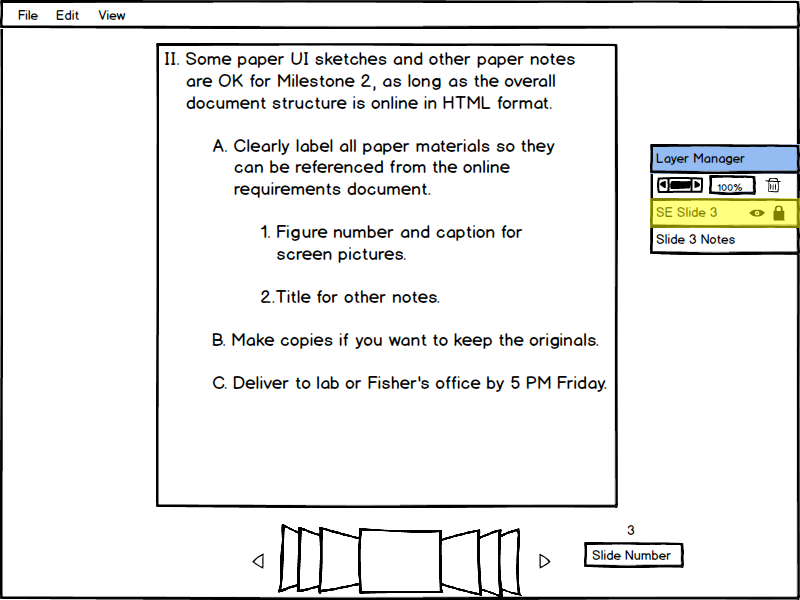 File Edit View
II. Some paper UI sketches and other paper notes
are OK for Milestone 2, as long as the overall
document structure is online in HTML format.
A. Clearly label all paper materials so they
can be referenced from the online
requirements document.
1. Figure number and caption for
screen pictures.
2.Title for other notes.
B. Make copies if you want to keep the originals.
C. Deliver to lab or Fisher's office by 5 PM Friday.
Layer Manager
100%
SE Slide 3
Slide 3 Notes
3
Slide Number